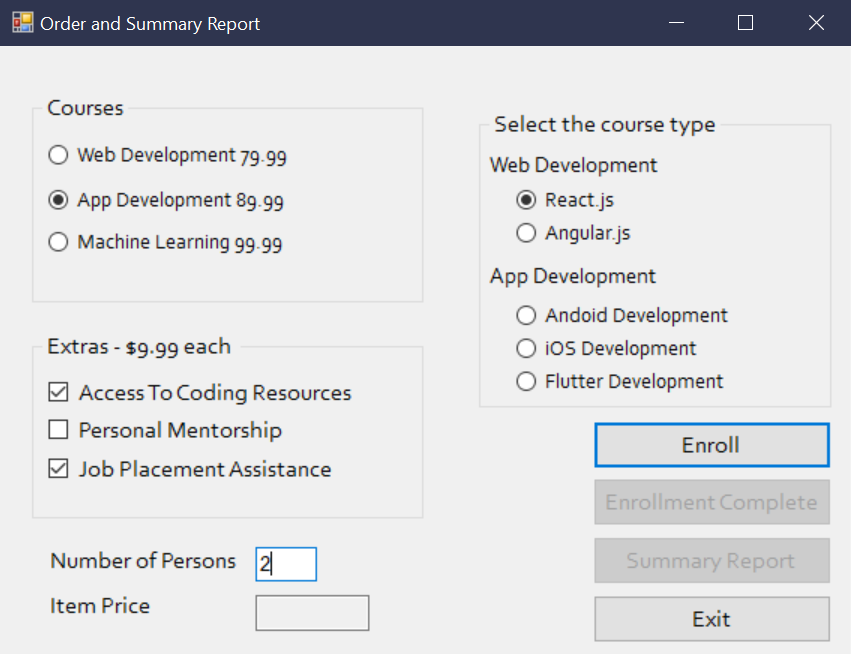 Order and Summary Report
Courses
Web Development 79.99
App Development 89.99
Machine Learning 99.99
Extras - $9.99 each
Access To Coding Resources
Personal Mentorship
Job Placement Assistance
Number of Persons 2
Item Price
Select the course type
Web Development
React.js
Angular.js
App Development
Andoid Development
iOS Development
Flutter Development
Enroll
Enrollment Complete
Summary Report
Exit